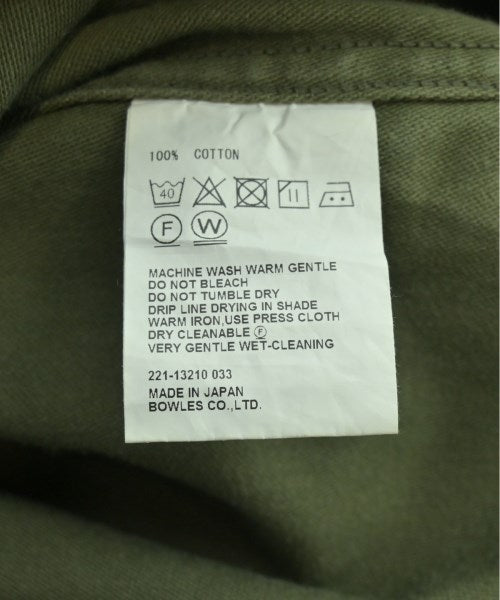 100% COTTON
40
F W
MACHINE WASH WARM GENTLE
DO NOT BLEACH
DO NOT TUMBLE DRY
DRIP LINE DRYING IN SHADE
WARM IRON,USE PRESS CLOTH
DRY CLEANABLE Ⓕ
VERY GENTLE WET-CLEANING
221-13210 033
MADE IN JAPAN
BOWLES CO.,LTD.